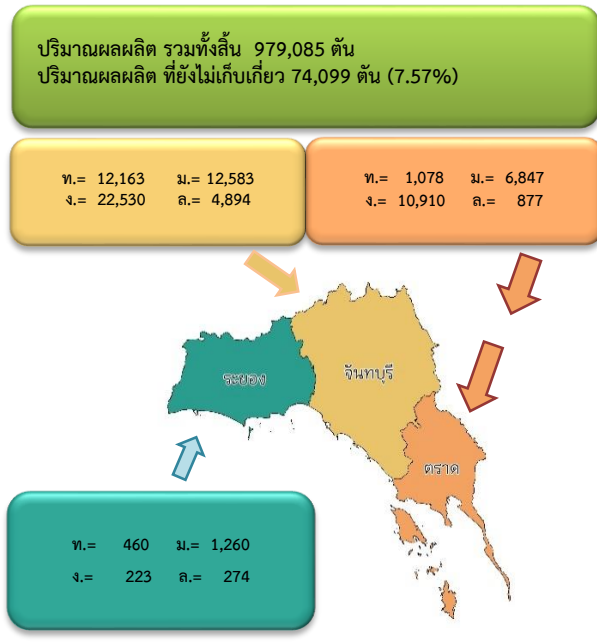 ปริมาณผลผลิต รวมทั้งสิ้น 979,085 ตัน
ปริมาณผลผลิต ที่ยังไม่เก็บเกี่ยว 74,099 ตัน (7.57%)
ท.= 12,163 ม.= 12,583
ง.= 22,530 ล.= 4,894
ท.= 1,078 ม.= 6,847
ง.= 10,910 ล.= 877
ระยอง
จันทบุรี
ตราด
ท.= 460 ม.= 1,260
ง.= 223 ล.= 274